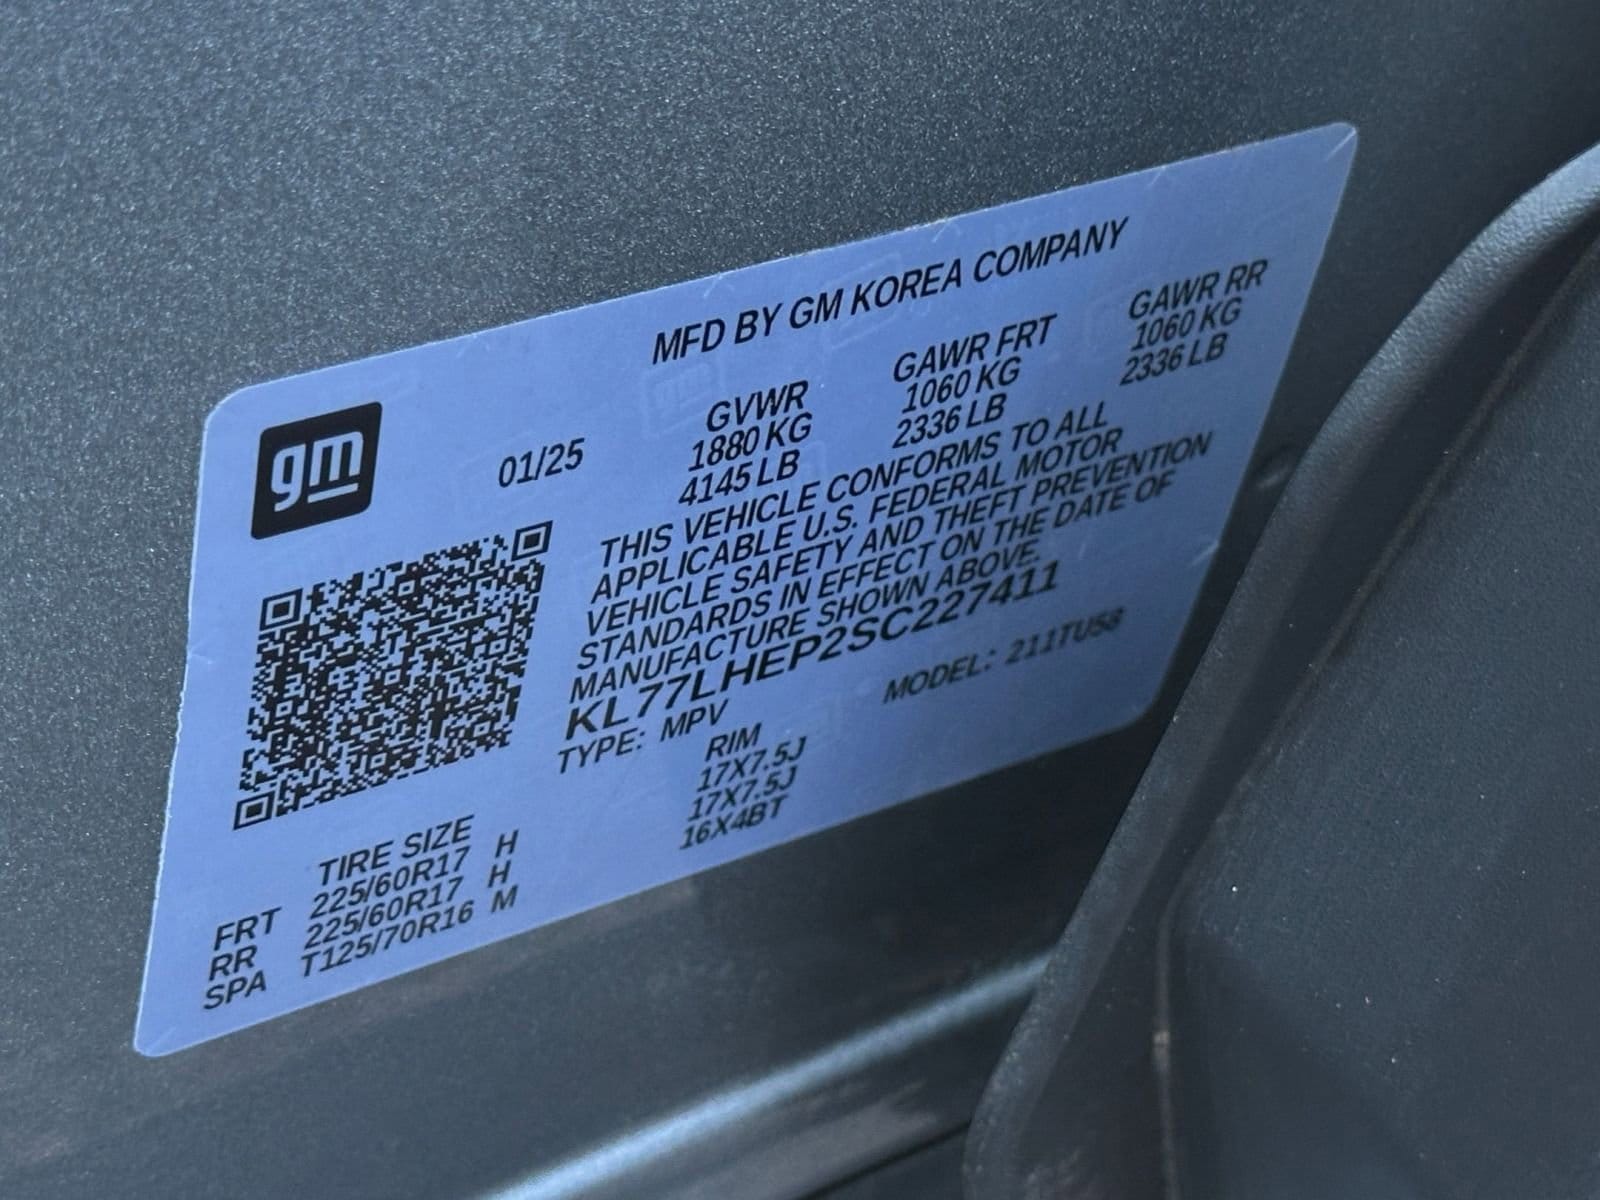 MFD BY GM KOREA COMPANY
gm
01/25
GVWR GAWR FRT GAWR RR
1880 KG 1060 KG 1060 KG
4145 LB 2336 LB 2336 LB
THIS VEHICLE CONFORMS TO ALL
APPLICABLE U.S. FEDERAL MOTOR
VEHICLE SAFETY AND THEFT PREVENTION
STANDARDS IN EFFECT ON THE DATE OF
MANUFACTURE SHOWN ABOVE.
KL77LHEP2SC227411
TYPE: MPV MODEL: 211TU58
TIRE SIZE RIM
FRT 225/60R17 H 17X7.5J
RR 225/60R17 H 17X7.5J
SPA T125/70R16 M 16X4BT